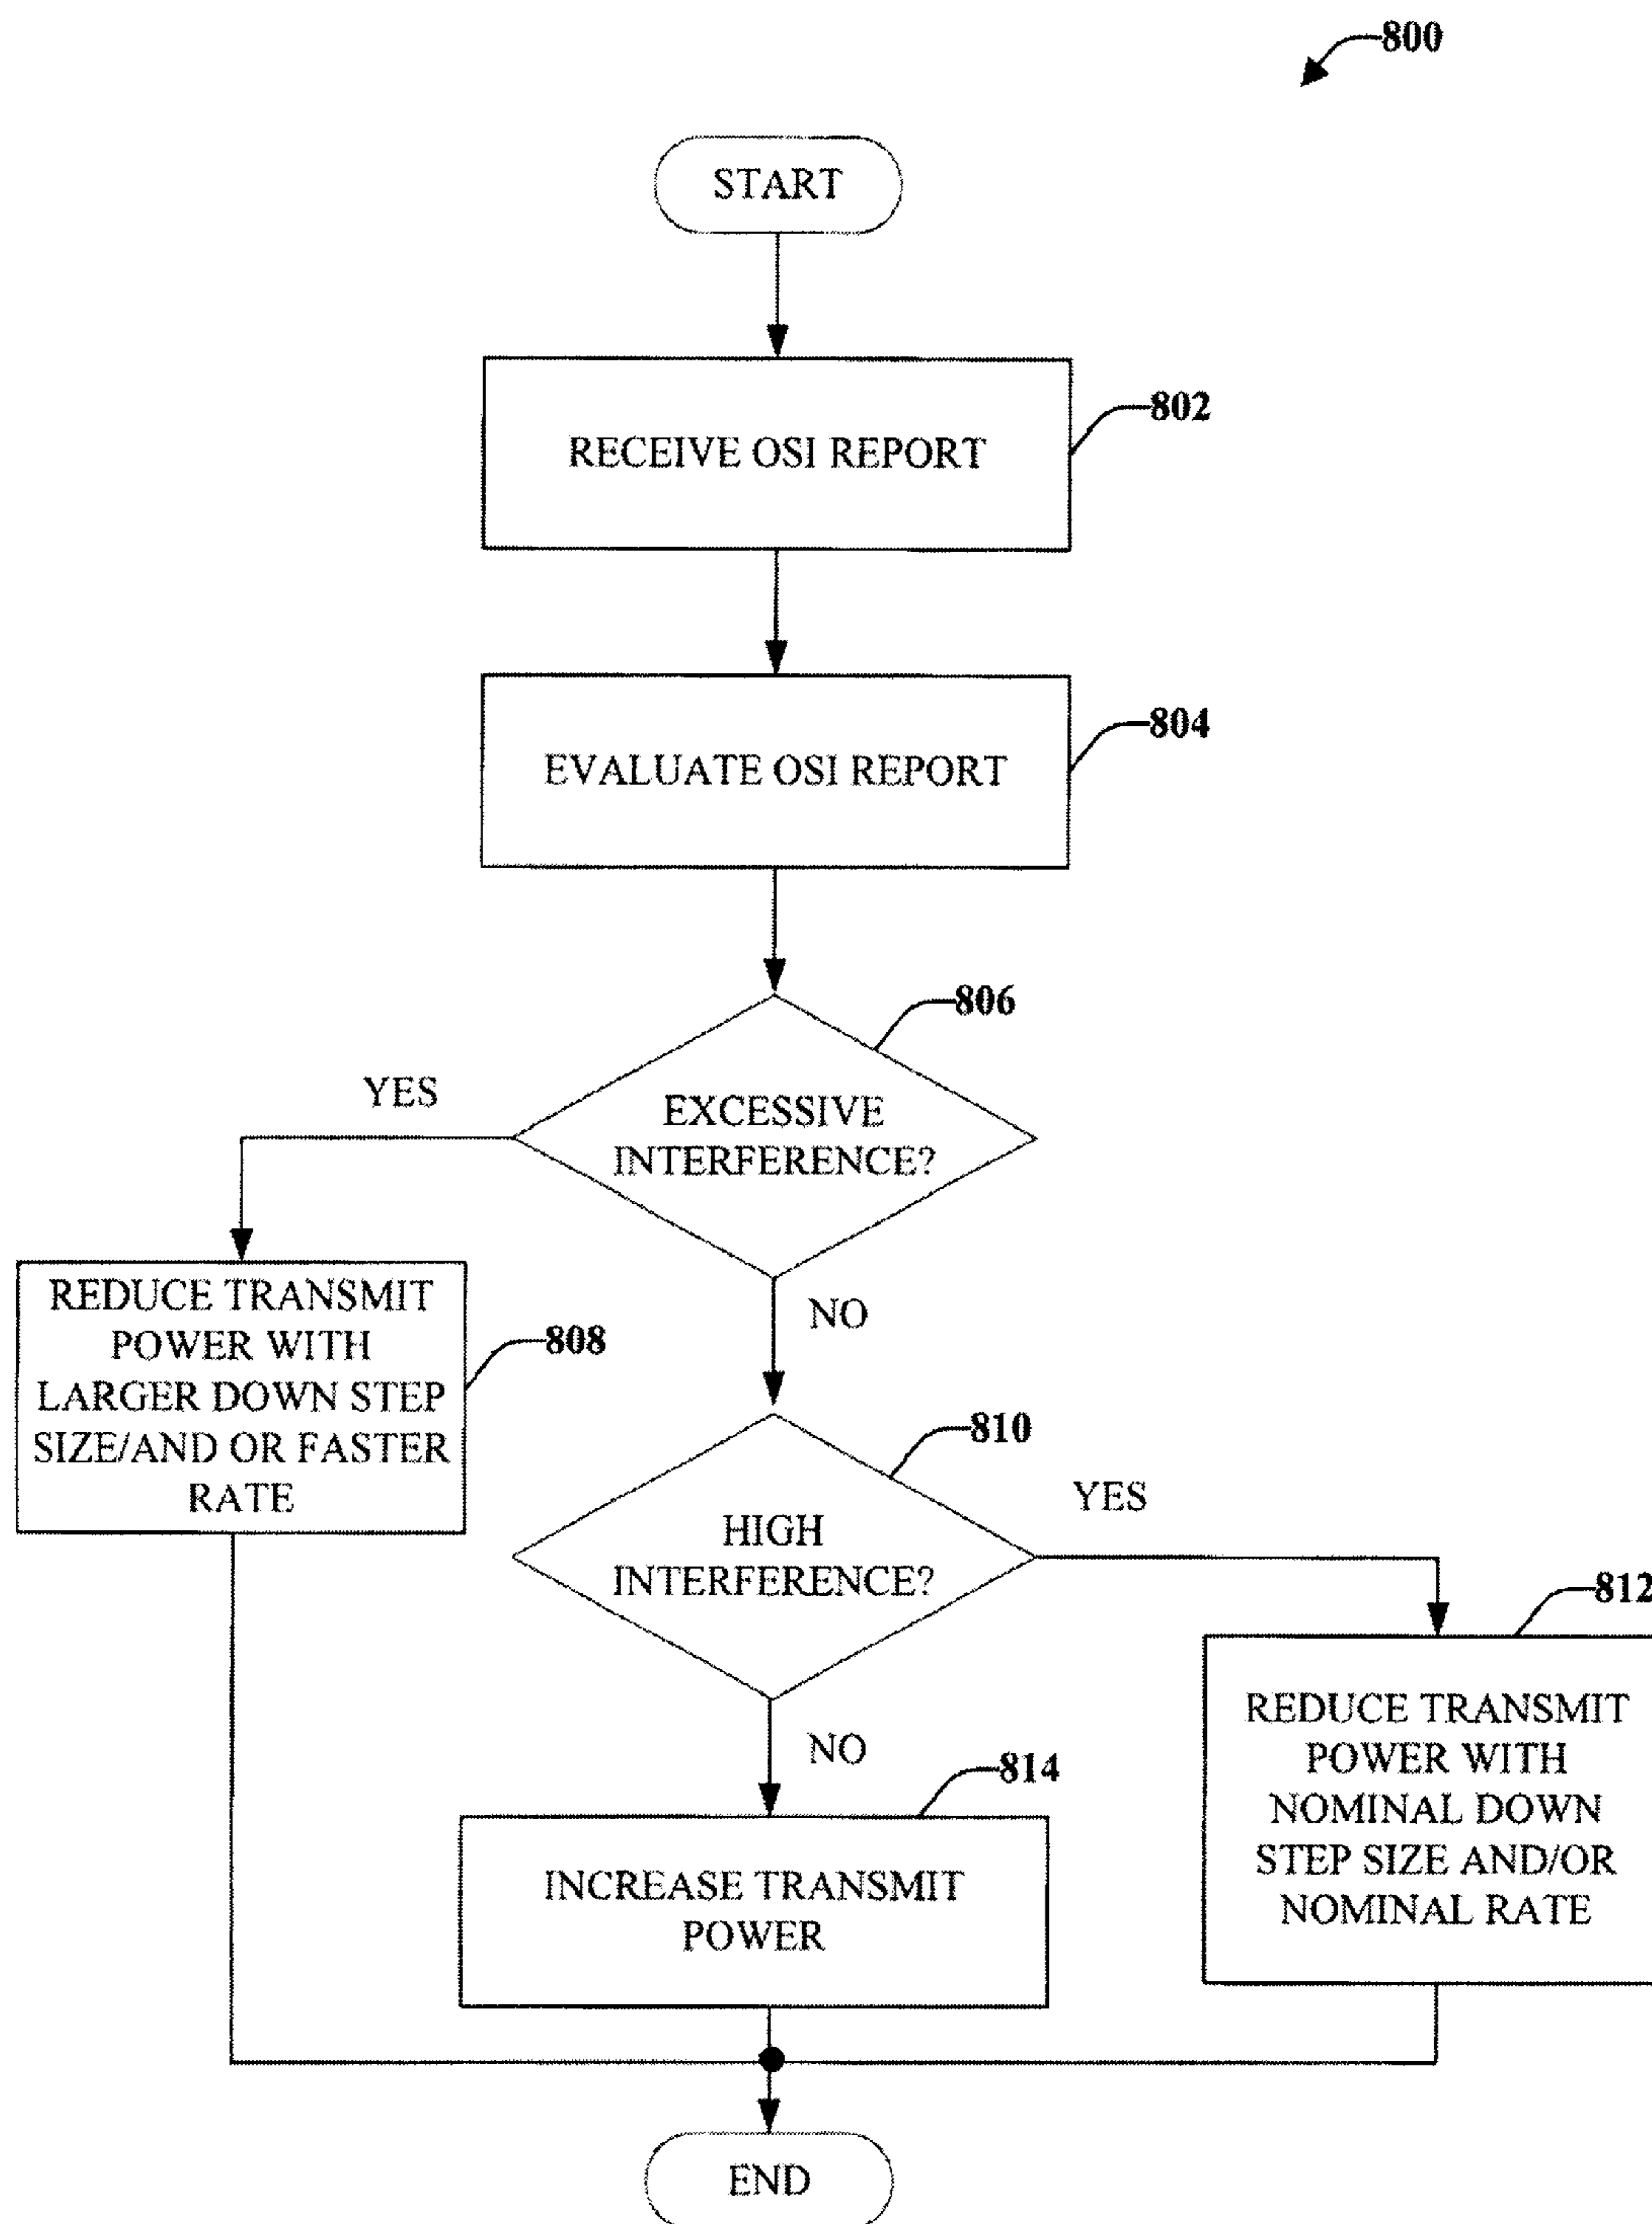 800
START
RECEIVE OSI REPORT
802
EVALUATE OSI REPORT
804
806
EXCESSIVE
INTERFERENCE?
YES
NO
REDUCE TRANSMIT
POWER WITH
LARGER DOWN STEP
SIZE/AND OR FASTER
RATE
808
810
HIGH
INTERFERENCE?
YES
NO
812
REDUCE TRANSMIT
POWER WITH
NOMINAL DOWN
STEP SIZE AND/OR
NOMINAL RATE
814
INCREASE TRANSMIT
POWER
END